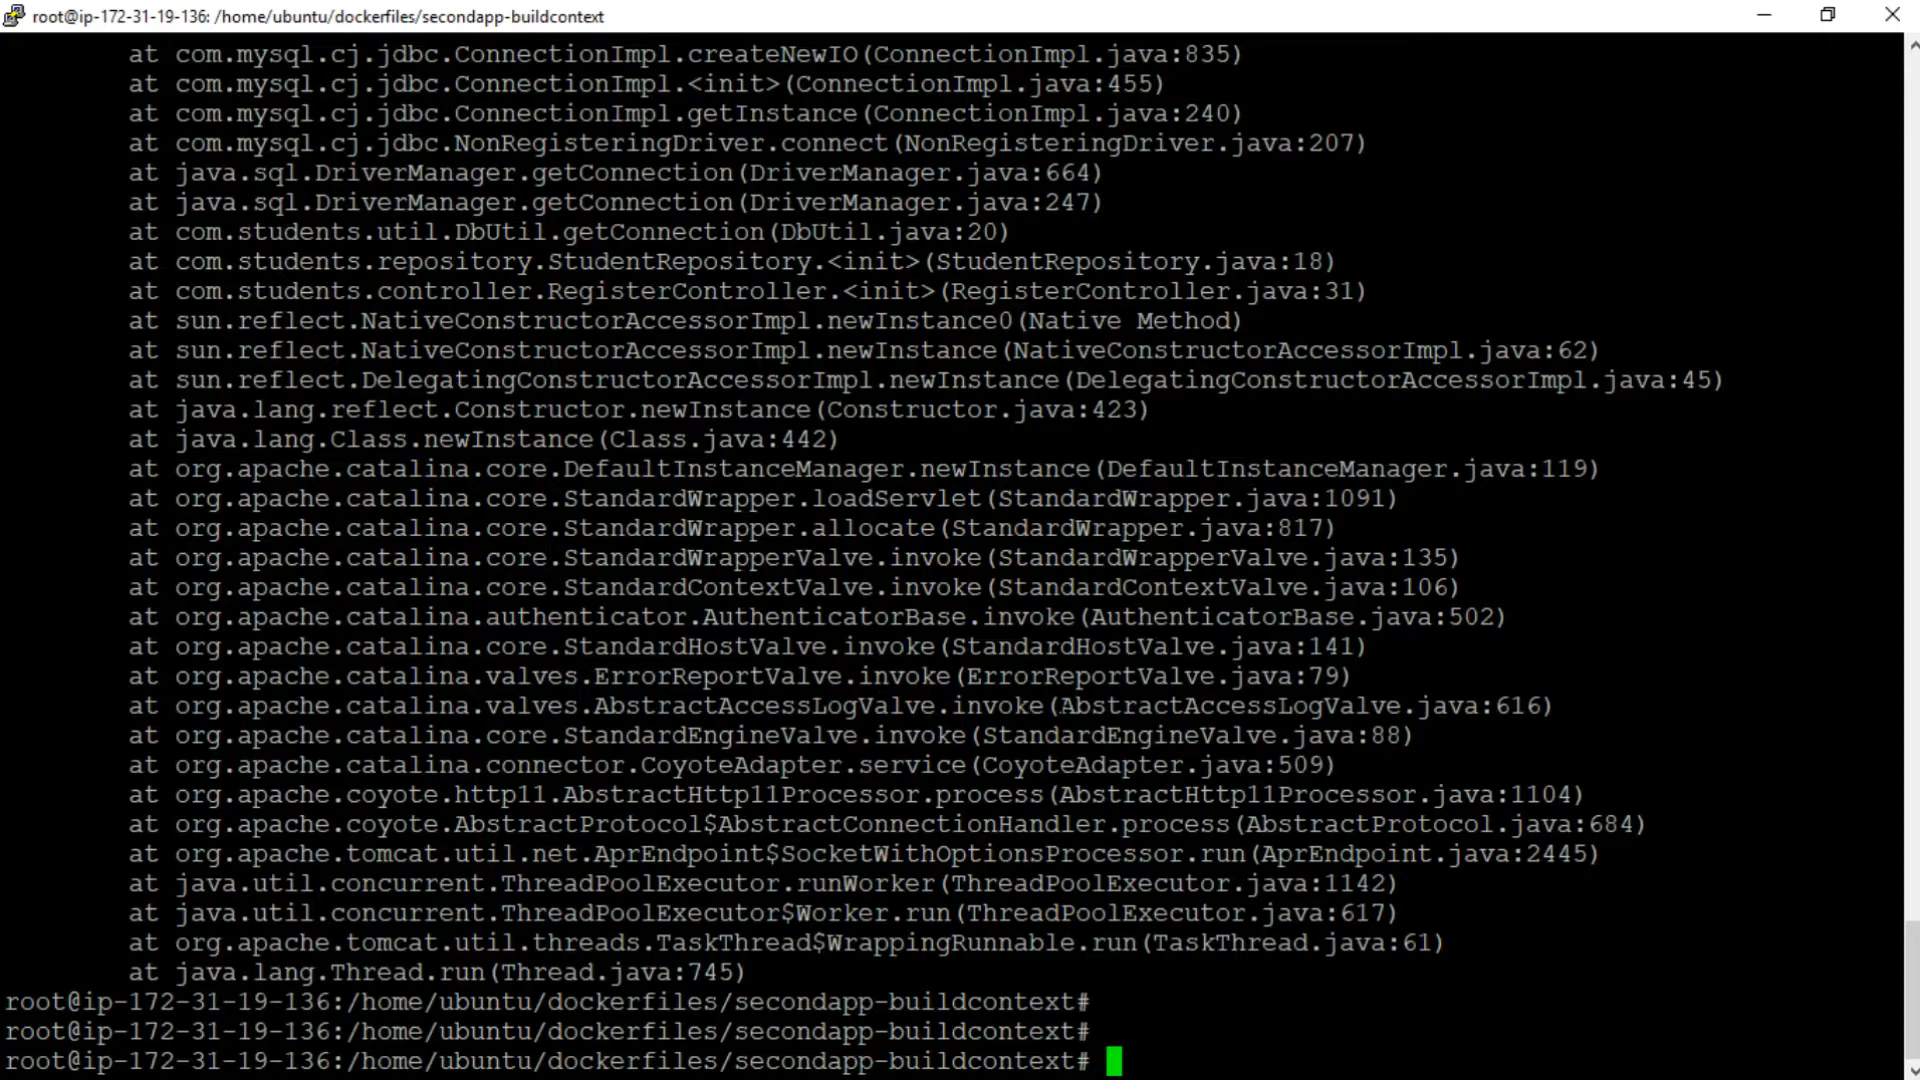 root@ip-172-31-19-136: /home/ubuntu/dockerfiles/secondapp-buildcontext
at com.mysql.cj.jdbc.ConnectionImpl.createNewIO(ConnectionImpl.java:835)
at com.mysql.cj.jdbc.ConnectionImpl.<init>(ConnectionImpl.java:455)
at com.mysql.cj.jdbc.ConnectionImpl.getInstance(ConnectionImpl.java:240)
at com.mysql.cj.jdbc.NonRegisteringDriver.connect(NonRegisteringDriver.java:207)
at java.sql.DriverManager.getConnection(DriverManager.java:664)
at java.sql.DriverManager.getConnection(DriverManager.java:247)
at com.students.util.DbUtil.getConnection(DbUtil.java:20)
at com.students.repository.StudentRepository.<init>(StudentRepository.java:18)
at com.students.controller.RegisterController.<init>(RegisterController.java:31)
at sun.reflect.NativeConstructorAccessorImpl.newInstance0(Native Method)
at sun.reflect.NativeConstructorAccessorImpl.newInstance(NativeConstructorAccessorImpl.java:62)
at sun.reflect.DelegatingConstructorAccessorImpl.newInstance(DelegatingConstructorAccessorImpl.java:45)
at java.lang.reflect.Constructor.newInstance(Constructor.java:423)
at java.lang.Class.newInstance(Class.java:442)
at org.apache.catalina.core.DefaultInstanceManager.newInstance(DefaultInstanceManager.java:119)
at org.apache.catalina.core.StandardWrapper.loadServlet(StandardWrapper.java:1091)
at org.apache.catalina.core.StandardWrapper.allocate(StandardWrapper.java:817)
at org.apache.catalina.core.StandardWrapperValve.invoke(StandardWrapperValve.java:135)
at org.apache.catalina.core.StandardContextValve.invoke(StandardContextValve.java:106)
at org.apache.catalina.authenticator.AuthenticatorBase.invoke(AuthenticatorBase.java:502)
at org.apache.catalina.core.StandardHostValve.invoke(StandardHostValve.java:141)
at org.apache.catalina.valves.ErrorReportValve.invoke(ErrorReportValve.java:79)
at org.apache.catalina.valves.AbstractAccessLogValve.invoke(AbstractAccessLogValve.java:616)
at org.apache.catalina.core.StandardEngineValve.invoke(StandardEngineValve.java:88)
at org.apache.catalina.connector.CoyoteAdapter.service(CoyoteAdapter.java:509)
at org.apache.coyote.http11.AbstractHttp11Processor.process(AbstractHttp11Processor.java:1104)
at org.apache.coyote.AbstractProtocol$AbstractConnectionHandler.process(AbstractProtocol.java:684)
at org.apache.tomcat.util.net.AprEndpoint$SocketWithOptionsProcessor.run(AprEndpoint.java:2445)
at java.util.concurrent.ThreadPoolExecutor.runWorker(ThreadPoolExecutor.java:1142)
at java.util.concurrent.ThreadPoolExecutor$Worker.run(ThreadPoolExecutor.java:617)
at org.apache.tomcat.util.threads.TaskThread$WrappingRunnable.run(TaskThread.java:61)
at java.lang.Thread.run(Thread.java:745)
root@ip-172-31-19-136:/home/ubuntu/dockerfiles/secondapp-buildcontext#
root@ip-172-31-19-136:/home/ubuntu/dockerfiles/secondapp-buildcontext#
root@ip-172-31-19-136:/home/ubuntu/dockerfiles/secondapp-buildcontext#